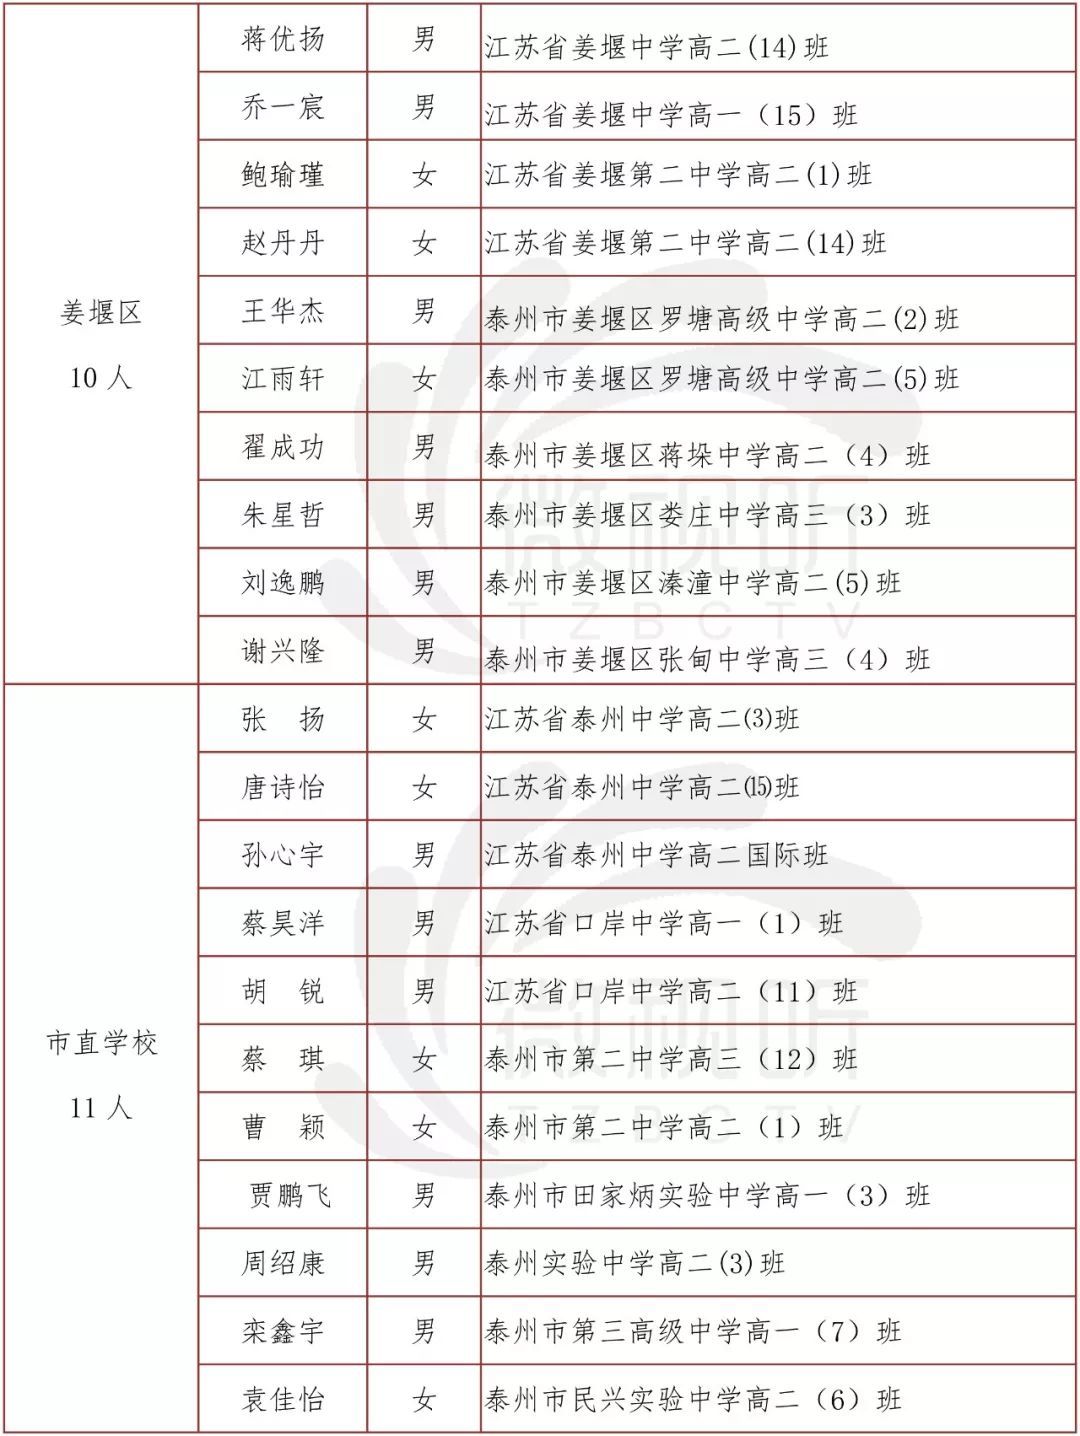 姜堰区
10 人
蒋优扬 男 江苏省姜堰中学高二(14)班
乔一宸 男 江苏省姜堰中学高一（15）班
鲍瑜瑾 女 江苏省姜堰第二中学高二(1)班
赵丹丹 女 江苏省姜堰第二中学高二(14)班
王华杰 男 泰州市姜堰区罗塘高级中学高二(2)班
江雨轩 女 泰州市姜堰区罗塘高级中学高二(5)班
翟成功 男 泰州市姜堰区蒋垛中学高二（4）班
朱星哲 男 泰州市姜堰区娄庄中学高三（3）班
刘逸鹏 男 泰州市姜堰区溱潼中学高二(5)班
谢兴隆 男 泰州市姜堰区张甸中学高三（4）班
市直学校
11 人
张　扬 女 江苏省泰州中学高二⑶班
唐诗怡 女 江苏省泰州中学高二⒂班
孙心宇 男 江苏省泰州中学高二国际班
蔡昊洋 男 江苏省口岸中学高一（1）班
胡　锐 男 江苏省口岸中学高二（11）班
蔡　琪 女 泰州市第二中学高三（12）班
曹　颖 女 泰州市第二中学高二（1）班
贾鹏飞 男 泰州市田家炳实验中学高一（3）班
周绍康 男 泰州实验中学高二(3)班
栾鑫宇 男 泰州市第三高级中学高一（7）班
袁佳怡 女 泰州市民兴实验中学高二（6）班
微视听
TZBCTV
微视听
TZBCTV